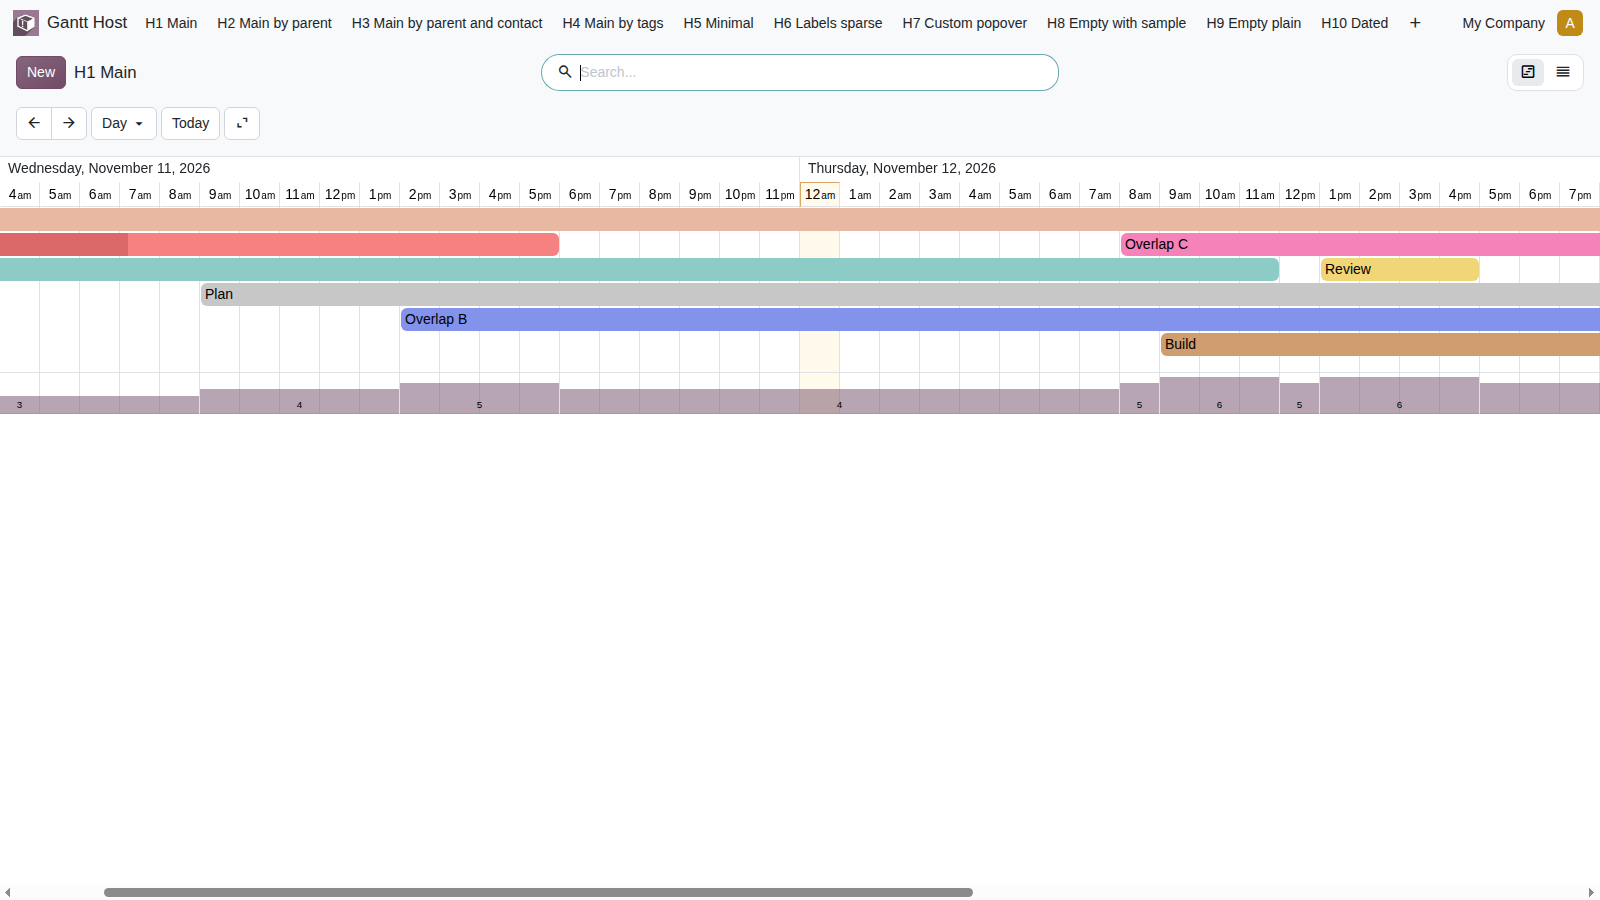 Gantt Host H1 Main H2 Main by parent H3 Main by parent and contact H4 Main by tags H5 Minimal H6 Labels sparse H7 Custom popover H8 Empty with sample H9 Empty plain H10 Dated + My Company A
New H1 Main Search...
Day Today
Wednesday, November 11, 2026 Thursday, November 12, 2026
4am 5am 6am 7am 8am 9am 10am 11am 12pm 1pm 2pm 3pm 4pm 5pm 6pm 7pm 8pm 9pm 10pm 11pm 12am 1am 2am 3am 4am 5am 6am 7am 8am 9am 10am 11am 12pm 1pm 2pm 3pm 4pm 5pm 6pm 7pm
Overlap C
Review
Plan
Overlap B
Build
3 4 5 4 5 6 5 6